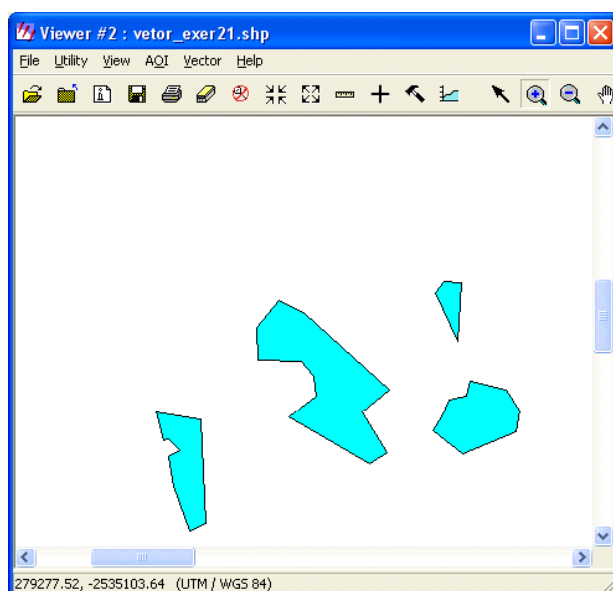 Viewer #2 : vetor_exer21.shp
File Utility View AOI Vector Help
279277.52, -2535103.64 (UTM / WGS 84)